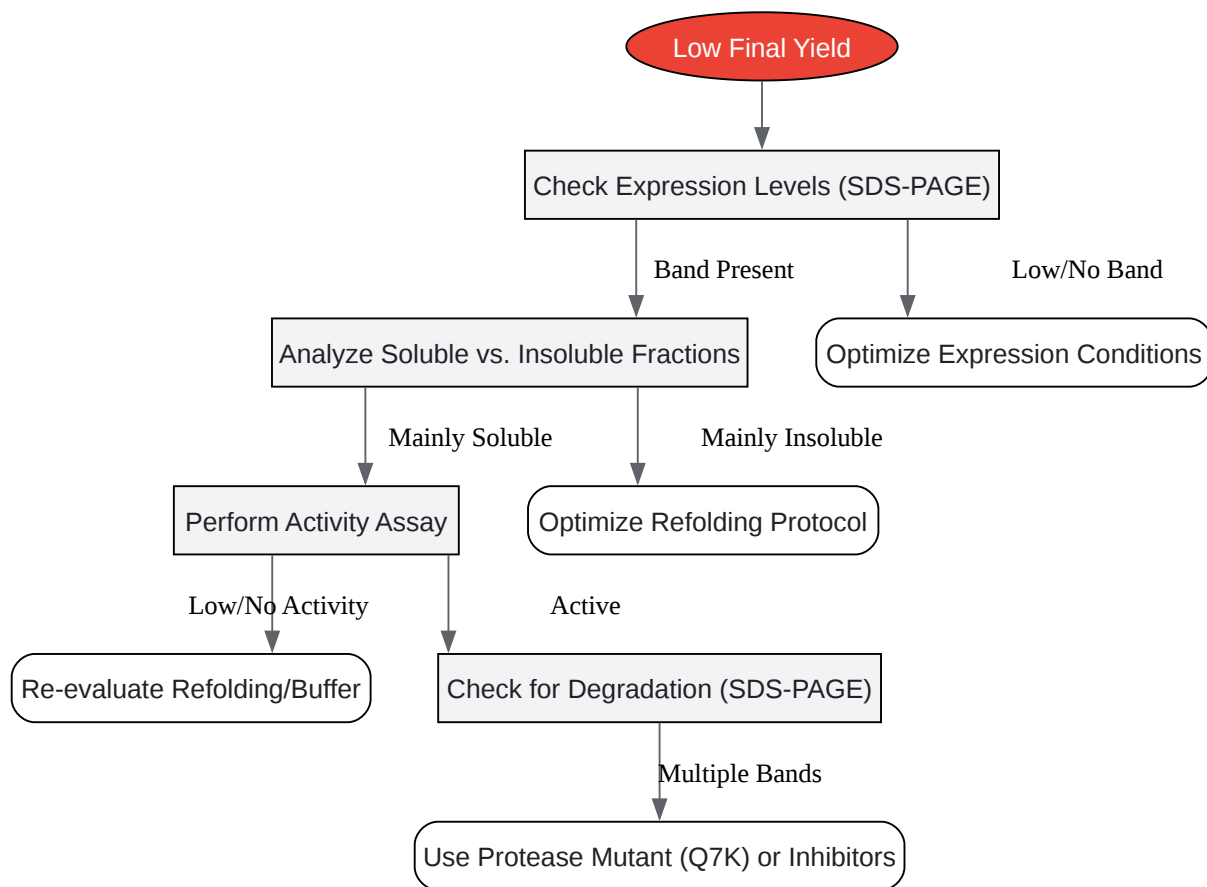 Low Final Yield
Check Expression Levels (SDS-PAGE)
Band Present
Low/No Band
Analyze Soluble vs. Insoluble Fractions
Optimize Expression Conditions
Mainly Soluble
Mainly Insoluble
Perform Activity Assay
Optimize Refolding Protocol
Low/No Activity
Active
Re-evaluate Refolding/Buffer
Check for Degradation (SDS-PAGE)
Multiple Bands
Use Protease Mutant (Q7K) or Inhibitors